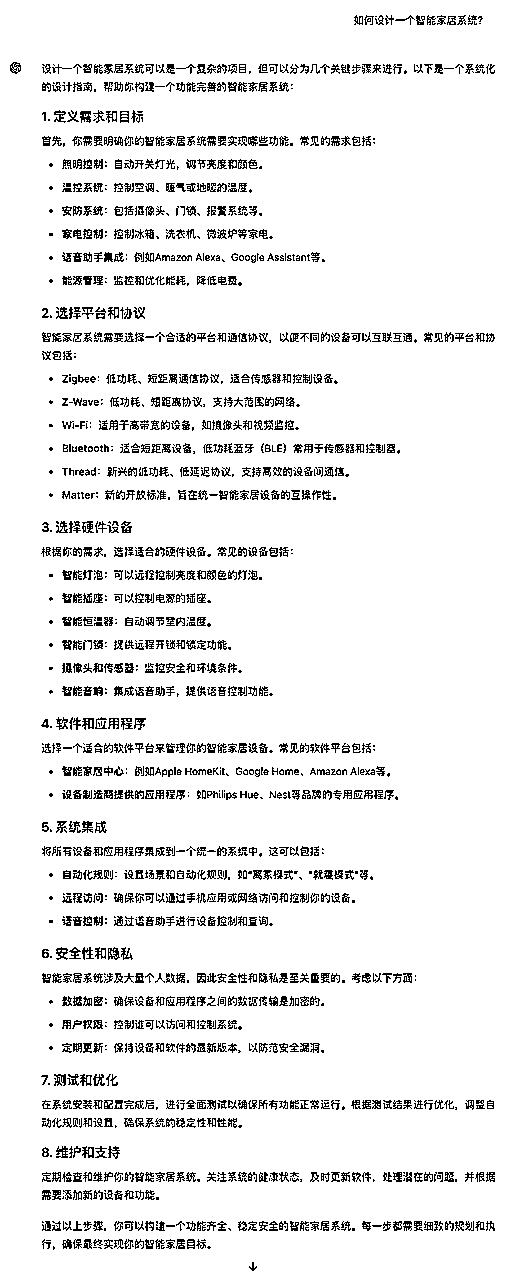 如何设计一个智能家居系统?
设计一个智能家居系统可以是一个复杂的项目，但可以分为几个关键步骤来进行。以下是一个系统化
的设计指南，帮助你构建一个功能完善的智能家居系统：
1. 定义需求和目标
首先，你需要明确你的智能家居系统需要实现哪些功能。常见的需求包括：
• 照明控制：自动开关灯光，调节亮度和颜色。
• 温控系统：控制空调、暖气或地暖的温度。
• 安防系统：包括摄像头、门锁、报警系统等。
• 家电控制：控制冰箱、洗衣机、微波炉等家电。
• 语音助手集成：例如Amazon Alexa、Google Assistant等。
• 能源管理：监控和优化能耗，降低电费。
2. 选择平台和协议
智能家居系统需要选择一个合适的平台和通信协议，以便不同的设备可以互联互通。常见的平台和协
议包括：
• Zigbee：低功耗、短距离通信协议，适合传感器和控制设备。
• Z-Wave：低功耗、短距离协议，支持大范围的网络。
• Wi-Fi：适用于高带宽的设备，如摄像头和视频监控。
• Bluetooth：适合短距离设备，低功耗蓝牙（BLE）常用于传感器和控制器。
• Thread：新兴的低功耗、低延迟协议，支持高效的设备间通信。
• Matter：新的开放标准，旨在统一智能家居设备的互操作性。
3. 选择硬件设备
根据你的需求，选择适合的硬件设备。常见的设备包括：
• 智能灯泡：可以远程控制亮度和颜色的灯泡。
• 智能插座：可以控制电源的插座。
• 智能恒温器：自动调节室内温度。
• 智能门锁：提供远程开锁和锁定功能。
• 摄像头和传感器：监控安全和环境条件。
• 智能音响：集成语音助手，提供语音控制功能。
4. 软件和应用程序
选择一个适合的软件平台来管理你的智能家居设备。常见的软件平台包括：
• 智能家居中心：例如Apple HomeKit、Google Home、Amazon Alexa等。
• 设备制造商提供的应用程序：如Philips Hue、Nest等品牌的专用应用程序。
5. 系统集成
将所有设备和应用程序集成到一个统一的系统中。这可以包括：
• 自动化规则：设置场景和自动化规则，如“离家模式”、“就寝模式”等。
• 远程访问：确保你可以通过手机应用或网络访问和控制你的设备。
• 语音控制：通过语音助手进行设备控制和查询。
6. 安全性和隐私
智能家居系统涉及大量个人数据，因此安全性和隐私是至关重要的。考虑以下方面：
• 数据加密：确保设备和应用程序之间的数据传输是加密的。
• 用户权限：控制谁可以访问和控制系统。
• 定期更新：保持设备和软件的最新版本，以防范安全漏洞。
7. 测试和优化
在系统安装和配置完成后，进行全面测试以确保所有功能正常运行。根据测试结果进行优化，调整自
动化规则和设置，确保系统的稳定性和性能。
8. 维护和支持
定期检查和维护你的智能家居系统。关注系统的健康状态，及时更新软件，处理潜在的问题，并根据
需要添加新的设备和功能。
通过以上步骤，你可以构建一个功能齐全、稳定安全的智能家居系统。每一步都需要细致的规划和执
行，确保最终实现你的智能家居目标。